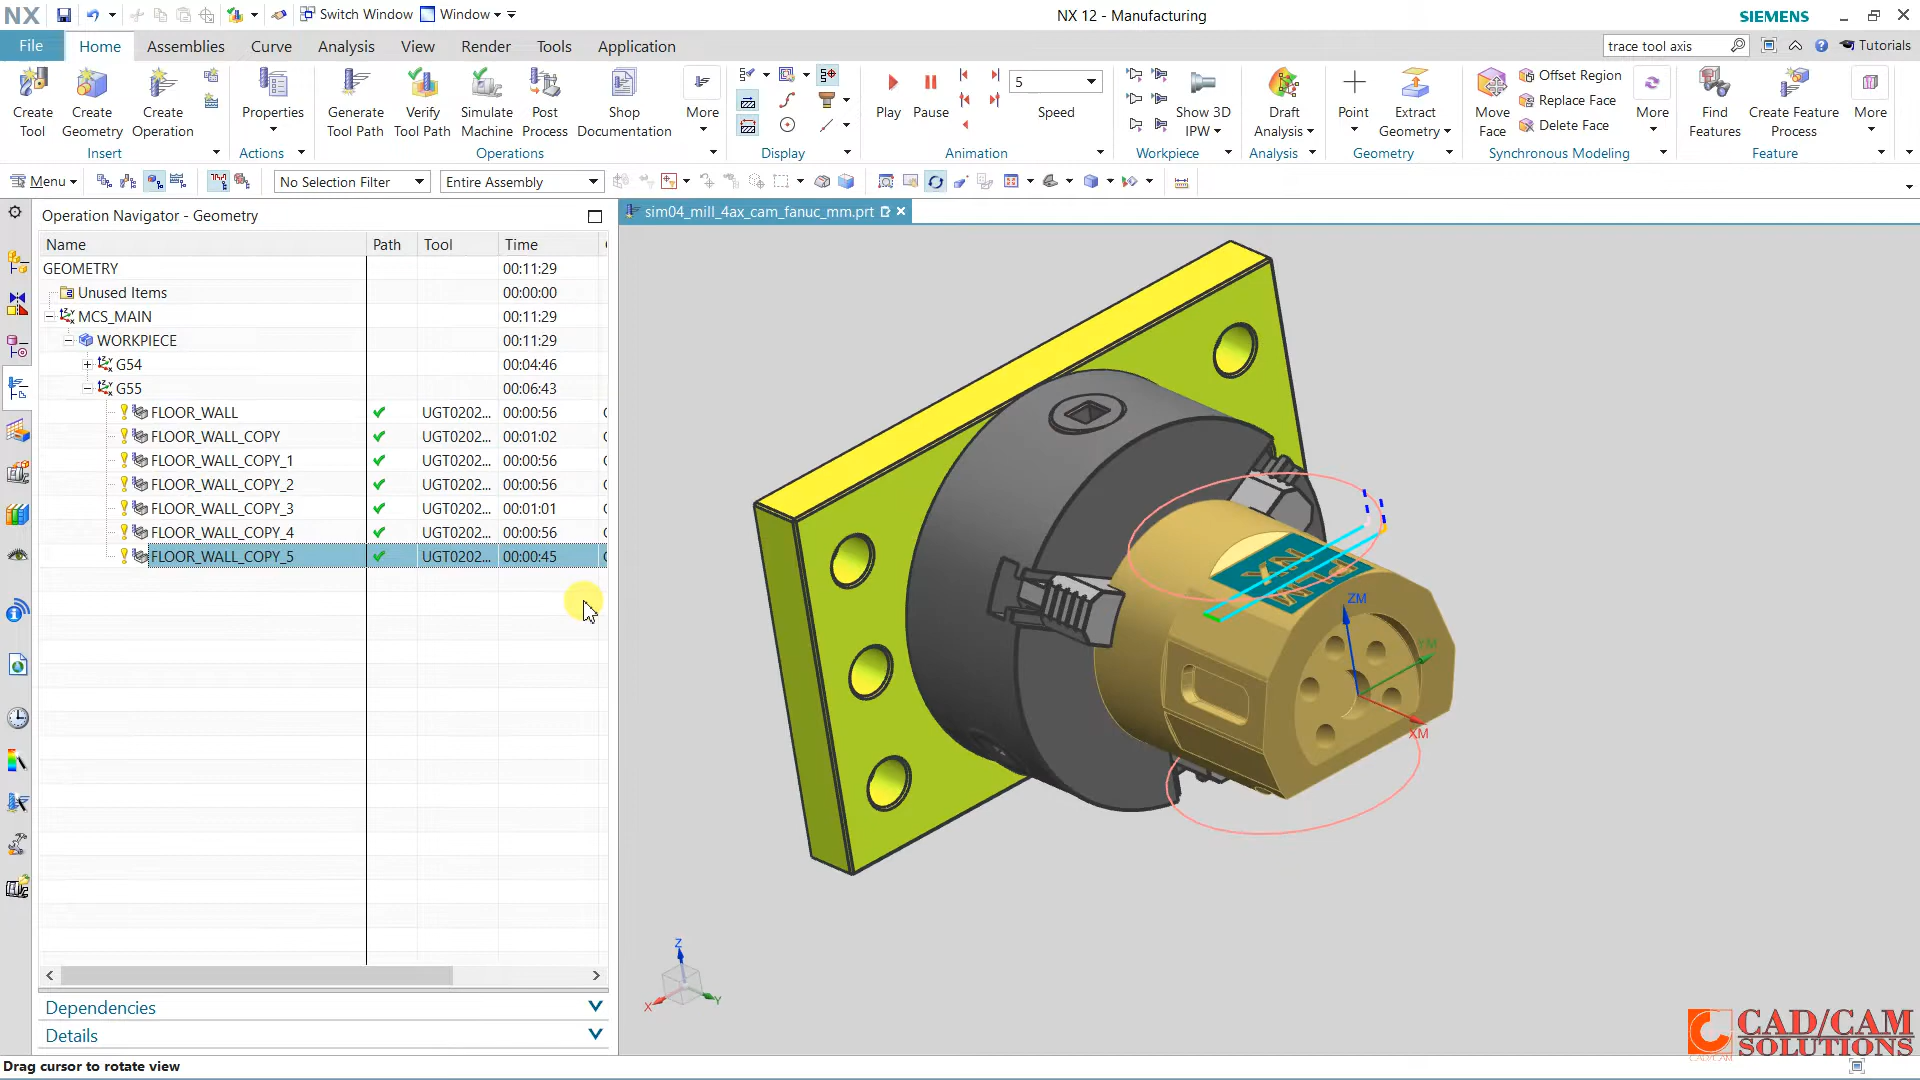 NX
Switch Window
Window
NX 12 - Manufacturing
SIEMENS
File
Home
Assemblies
Curve
Analysis
View
Render
Tools
Application
trace tool axis
Tutorials
Create Tool
Create Geometry
Create Operation
Properties
Generate Tool Path
Verify Tool Path
Simulate Machine
Post Process
Shop Documentation
More
Play
Pause
5
Speed
Show 3D IPW
Draft Analysis
Point
Extract Geometry
Move Face
Offset Region
Replace Face
Delete Face
More
Find Features
Create Feature Process
More
Insert
Actions
Operations
Display
Animation
Workpiece
Analysis
Geometry
Synchronous Modeling
Feature
Menu
No Selection Filter
Entire Assembly
Operation Navigator - Geometry
sim04_mill_4ax_cam_fanuc_mm.prt
Name Path Tool Time
GEOMETRY 00:11:29
Unused Items 00:00:00
MCS_MAIN 00:11:29
WORKPIECE 00:11:29
G54 00:04:46
G55 00:06:43
FLOOR_WALL UGT0202... 00:00:56
FLOOR_WALL_COPY UGT0202... 00:01:02
FLOOR_WALL_COPY_1 UGT0202... 00:00:56
FLOOR_WALL_COPY_2 UGT0202... 00:00:56
FLOOR_WALL_COPY_3 UGT0202... 00:01:01
FLOOR_WALL_COPY_4 UGT0202... 00:00:56
FLOOR_WALL_COPY_5 UGT0202... 00:00:45
NX
PLM
ZM
YM
XM
Z
X
Y
Dependencies
Details
CAD/CAM
SOLUTIONS
CAD/CAM
Drag cursor to rotate view